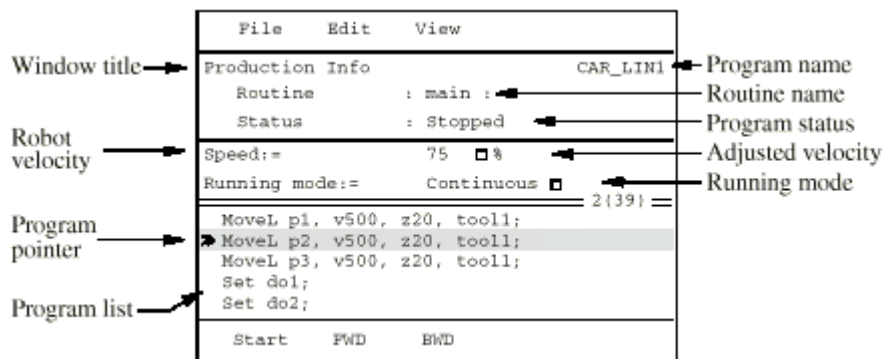 File Edit View
Window title Production Info CAR_LIN1 Program name
Routine : main : Routine name
Status : Stopped Program status
Robot velocity Speed:= 75 % Adjusted velocity
Running mode:= Continuous Running mode
2(39)
MoveL p1, v500, z20, tool1;
Program pointer MoveL p2, v500, z20, tool1;
MoveL p3, v500, z20, tool1;
Set do1;
Program list Set do2;
Start FWD BWD